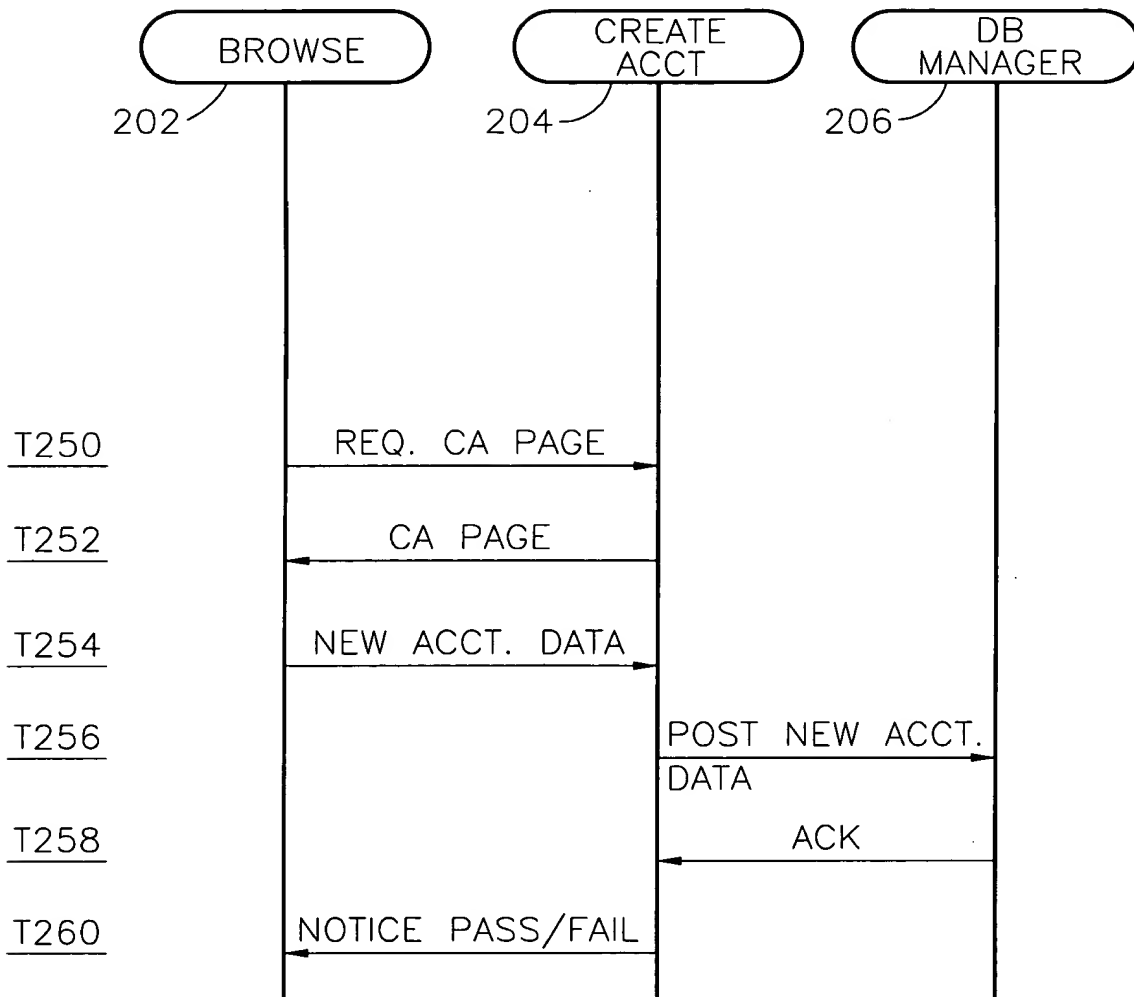 BROWSE
CREATE
ACCT
DB
MANAGER
202
204
206
T250
REQ. CA PAGE
T252
CA PAGE
T254
NEW ACCT. DATA
T256
POST NEW ACCT.
DATA
T258
ACK
T260
NOTICE PASS/FAIL